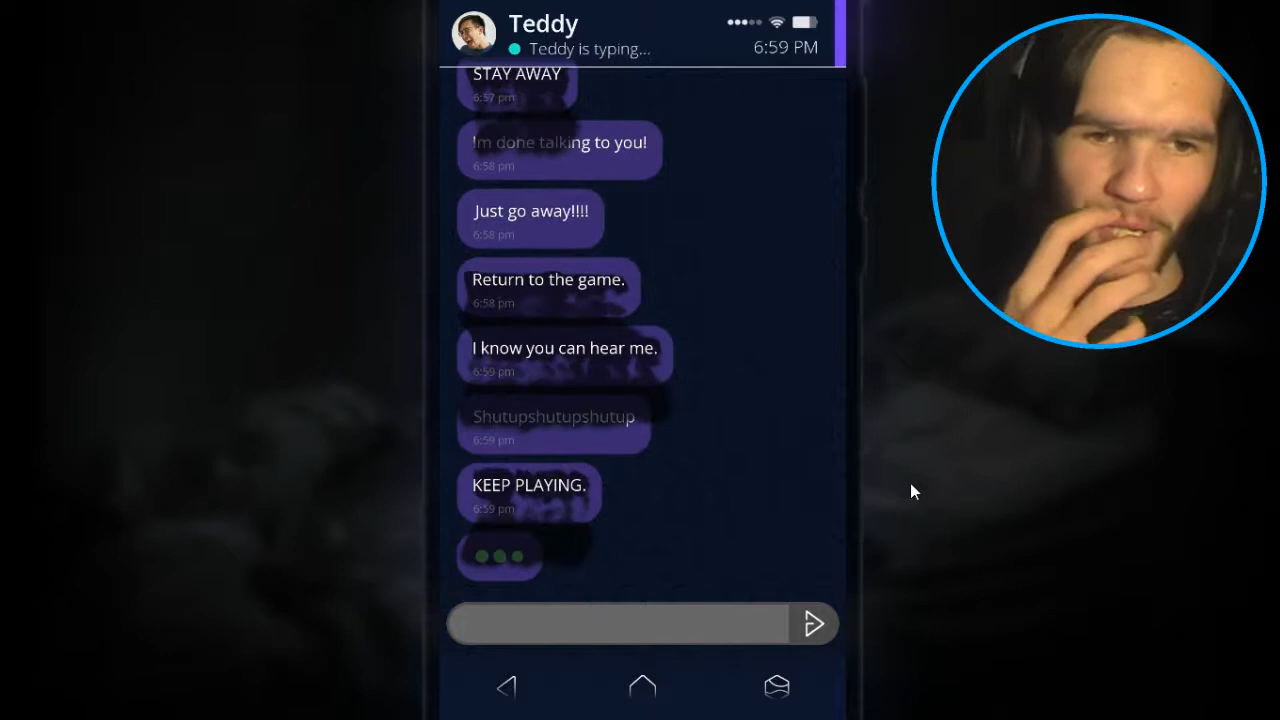 Teddy
Teddy is typing...
6:59 PM
STAY AWAY
6:57 pm
Im done talking to you!
6:58 pm
Just go away!!!!
6:58 pm
Return to the game.
6:58 pm
I know you can hear me.
6:59 pm
Shutupshutupshutup
6:59 pm
KEEP PLAYING.
6:59 pm